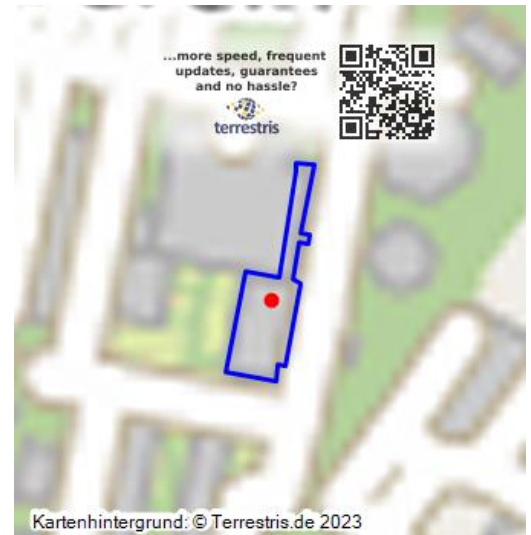 ...more speed, frequent
updates, guarantees
and no hassle?
terrestris
Kartenhintergrund: © Terrestris.de 2023